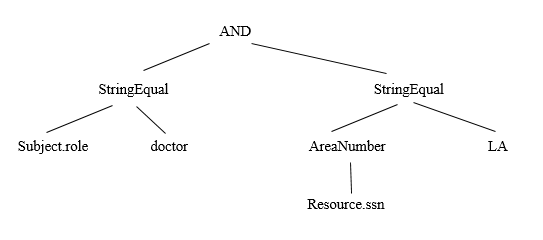 AND
StringEqual StringEqual
Subject.role doctor AreaNumber LA
Resource.ssn